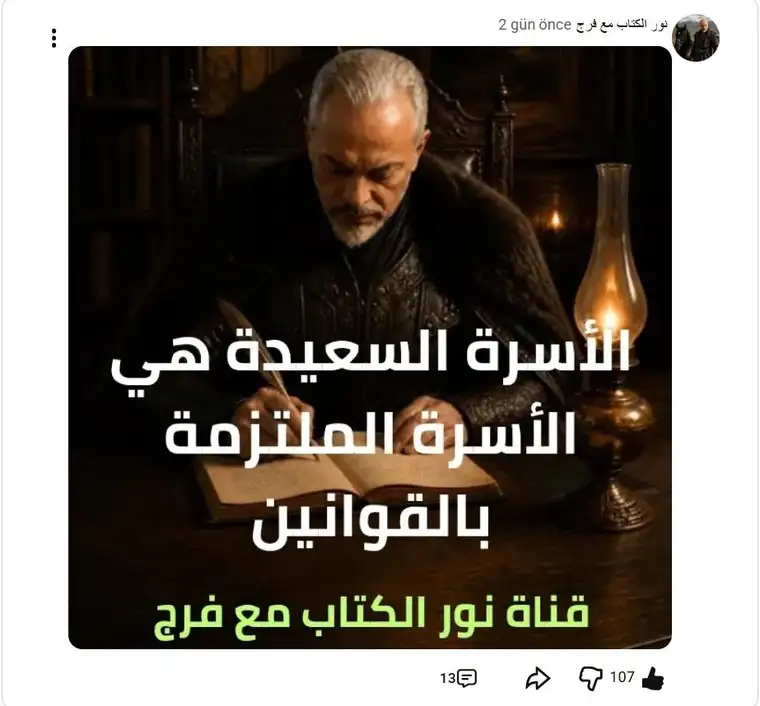 نور الكتاب مع فرج 2 gün önce
الأسرة السعيدة هي
الأسرة الملتزمة
بالقوانين
قناة نور الكتاب مع فرج
107
13